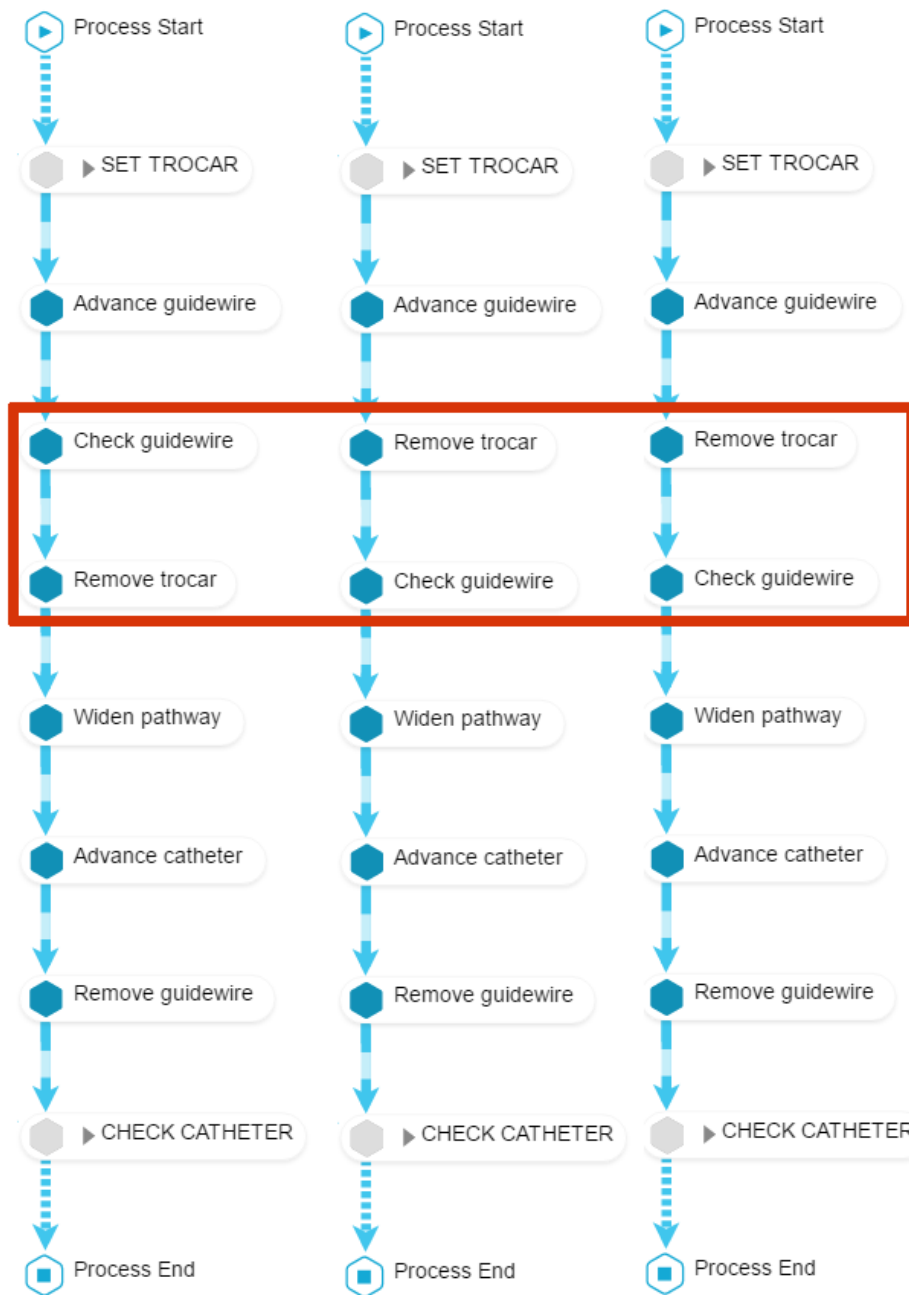 Process Start
SET TROCAR
Advance guidewire
Check guidewire
Remove trocar
Widen pathway
Advance catheter
Remove guidewire
CHECK CATHETER
Process End
Process Start
SET TROCAR
Advance guidewire
Remove trocar
Check guidewire
Widen pathway
Advance catheter
Remove guidewire
CHECK CATHETER
Process End
Process Start
SET TROCAR
Advance guidewire
Remove trocar
Check guidewire
Widen pathway
Advance catheter
Remove guidewire
CHECK CATHETER
Process End